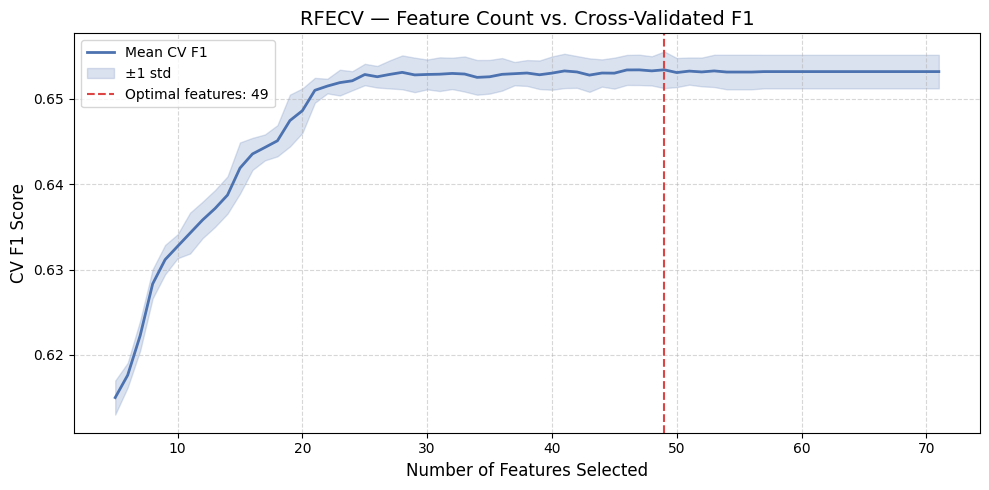 RFECV — Feature Count vs. Cross-Validated F1
Mean CV F1
±1 std
Optimal features: 49
CV F1 Score
0.65
0.64
0.63
0.62
10 20 30 40 50 60 70
Number of Features Selected